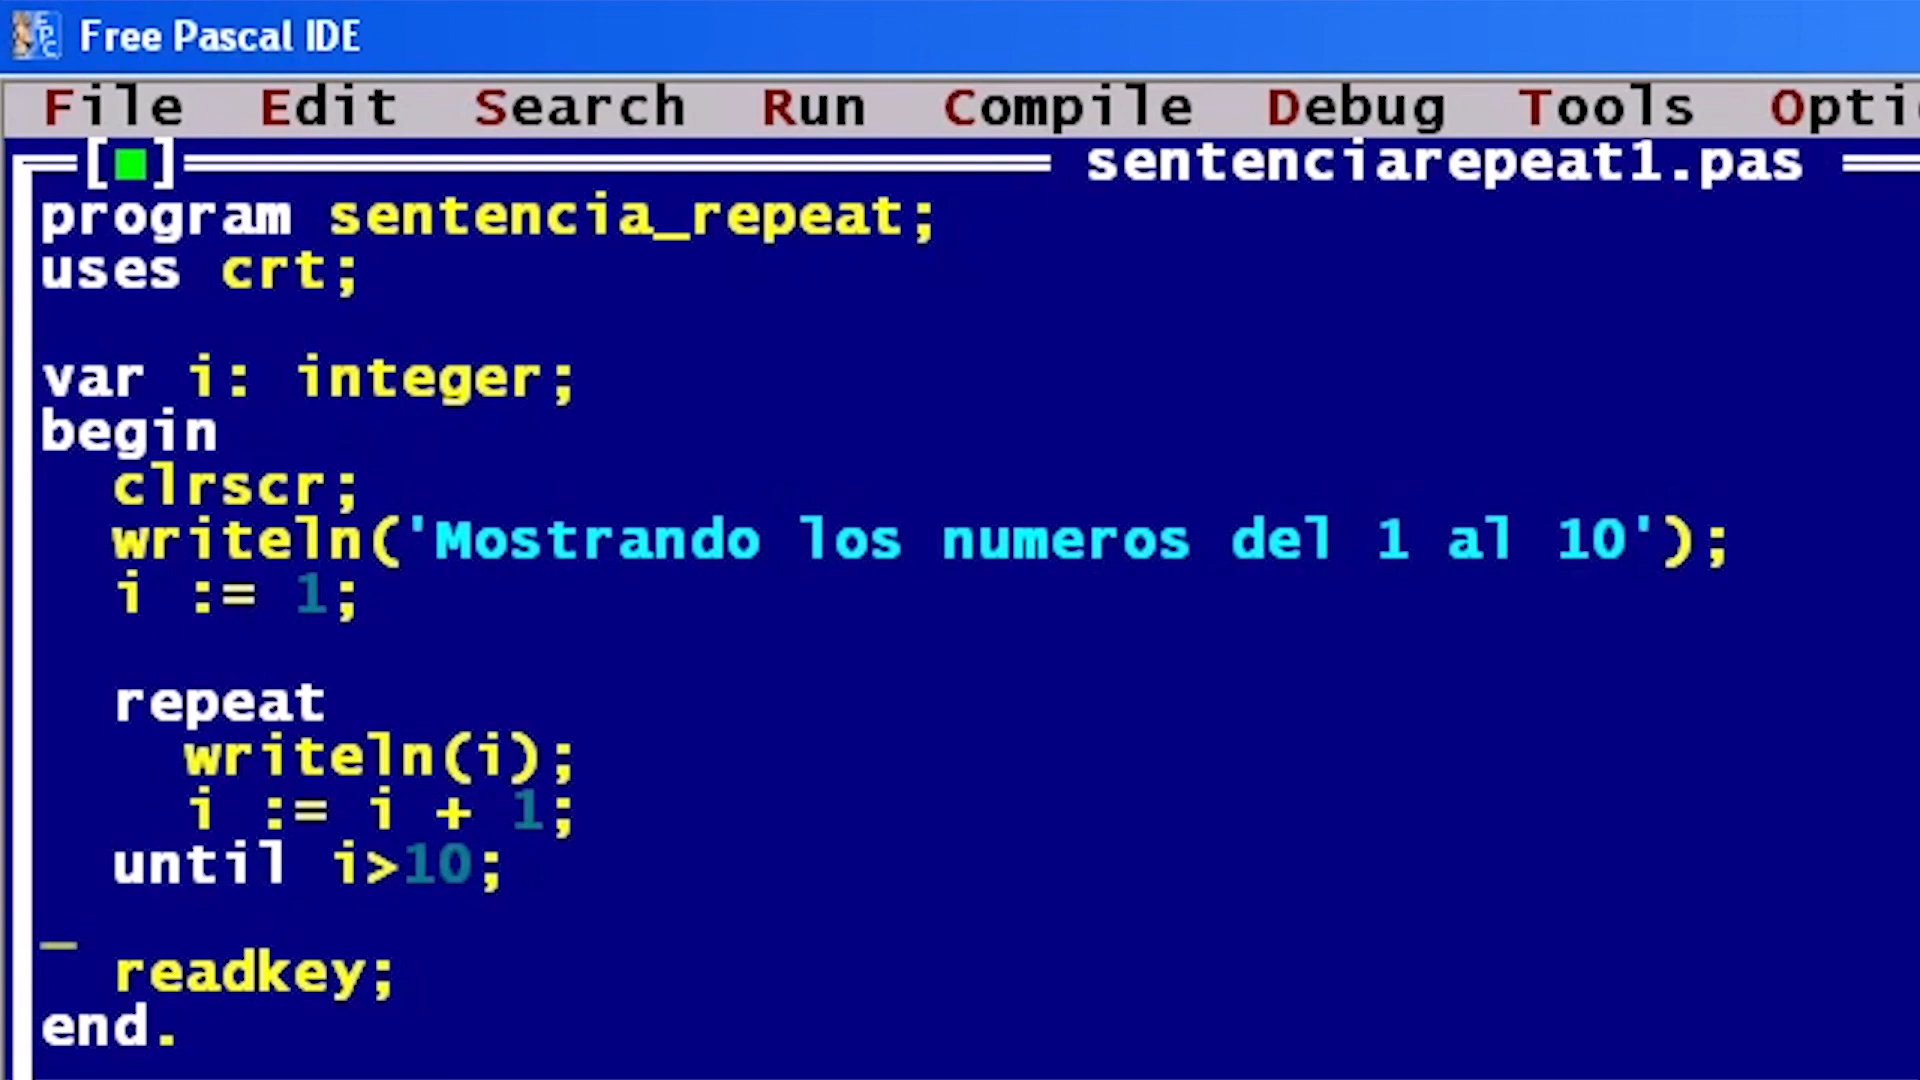 Free Pascal IDE
File Edit Search Run Compile Debug Tools Opti
[■] sentenciarepeat1.pas
program sentencia_repeat;
uses crt;
var i: integer;
begin
clrscr;
writeln('Mostrando los numeros del 1 al 10');
i := 1;
repeat
writeln(i);
i := i + 1;
until i>10;
readkey;
end.